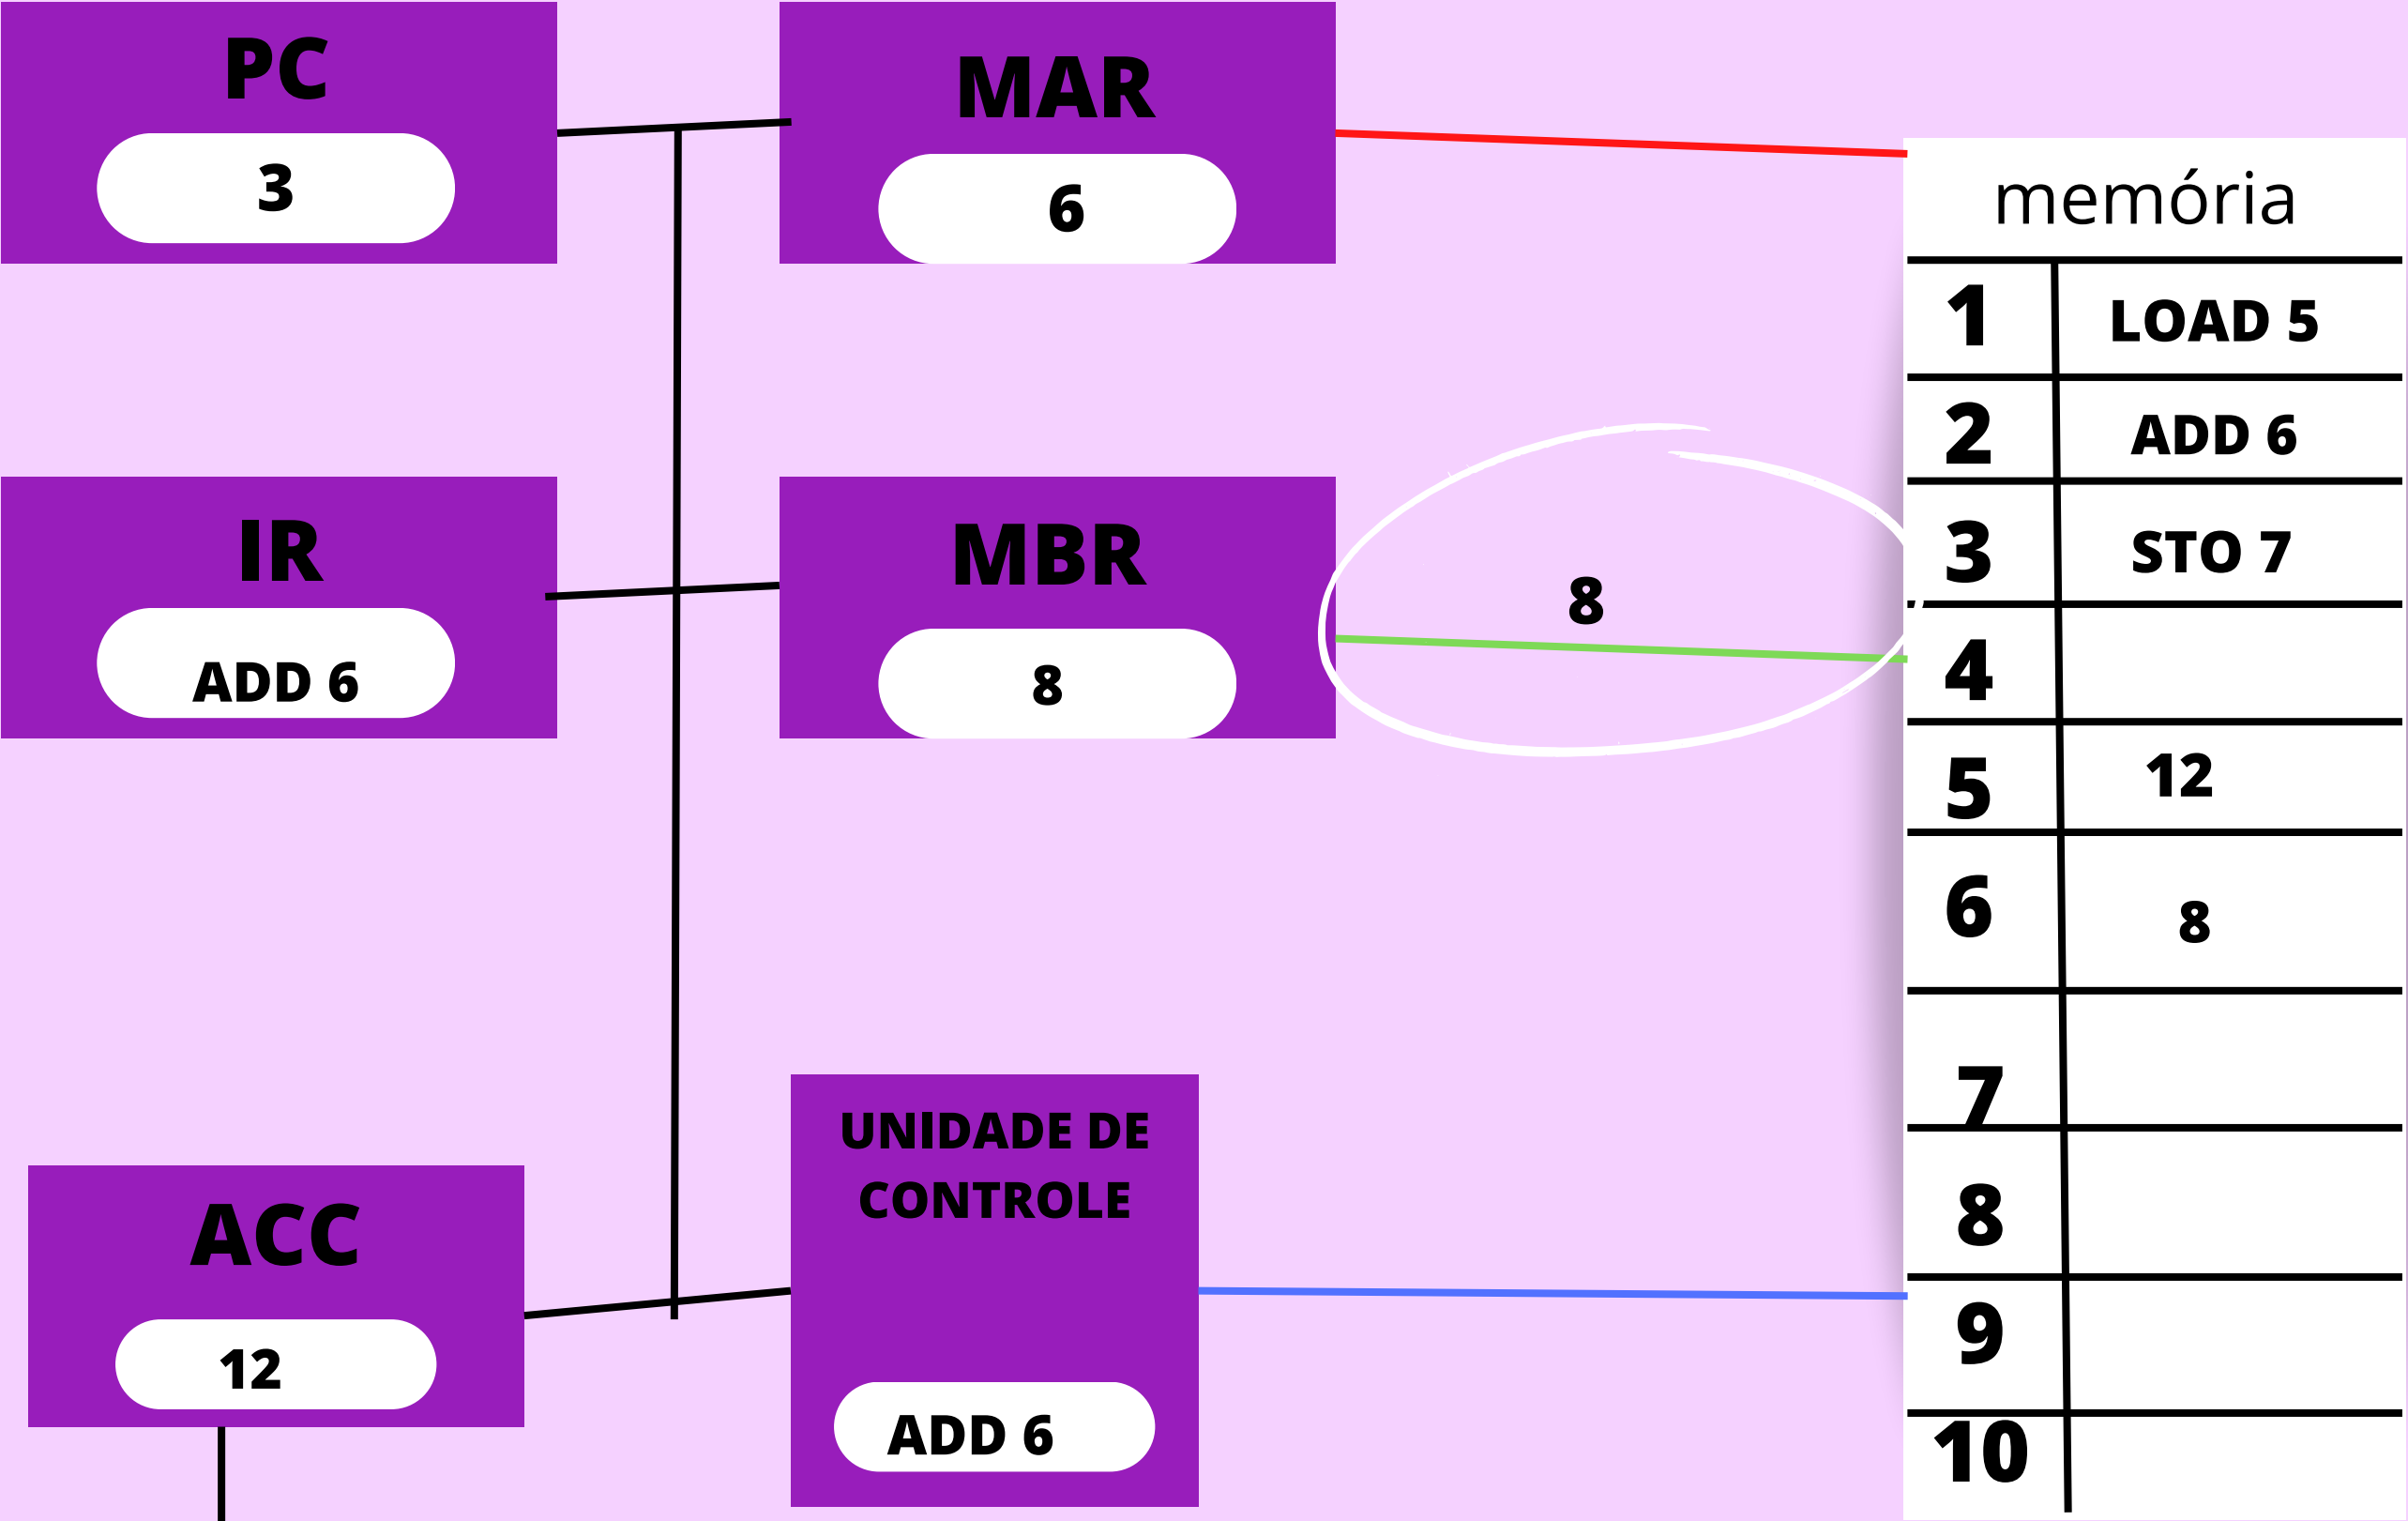 PC
3
MAR
6
IR
ADD 6
MBR
8
8
ACC
12
UNIDADE DE
CONTROLE
ADD 6
memória
1 LOAD 5
2 ADD 6
3 STO 7
4
5 12
6 8
7
8
9
10